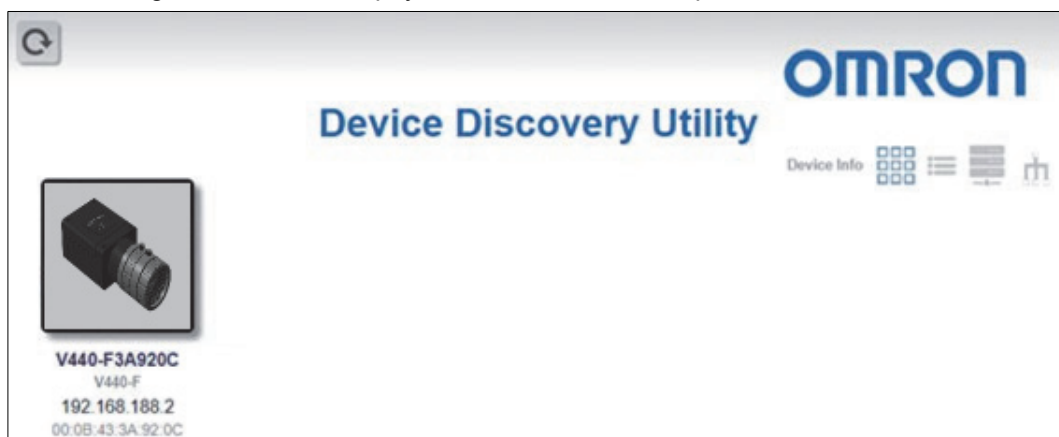 OMRON
Device Discovery Utility
Device Info
V440-F3A920C
V440-F
192.168.188.2
00:0B:43:3A:92:0C